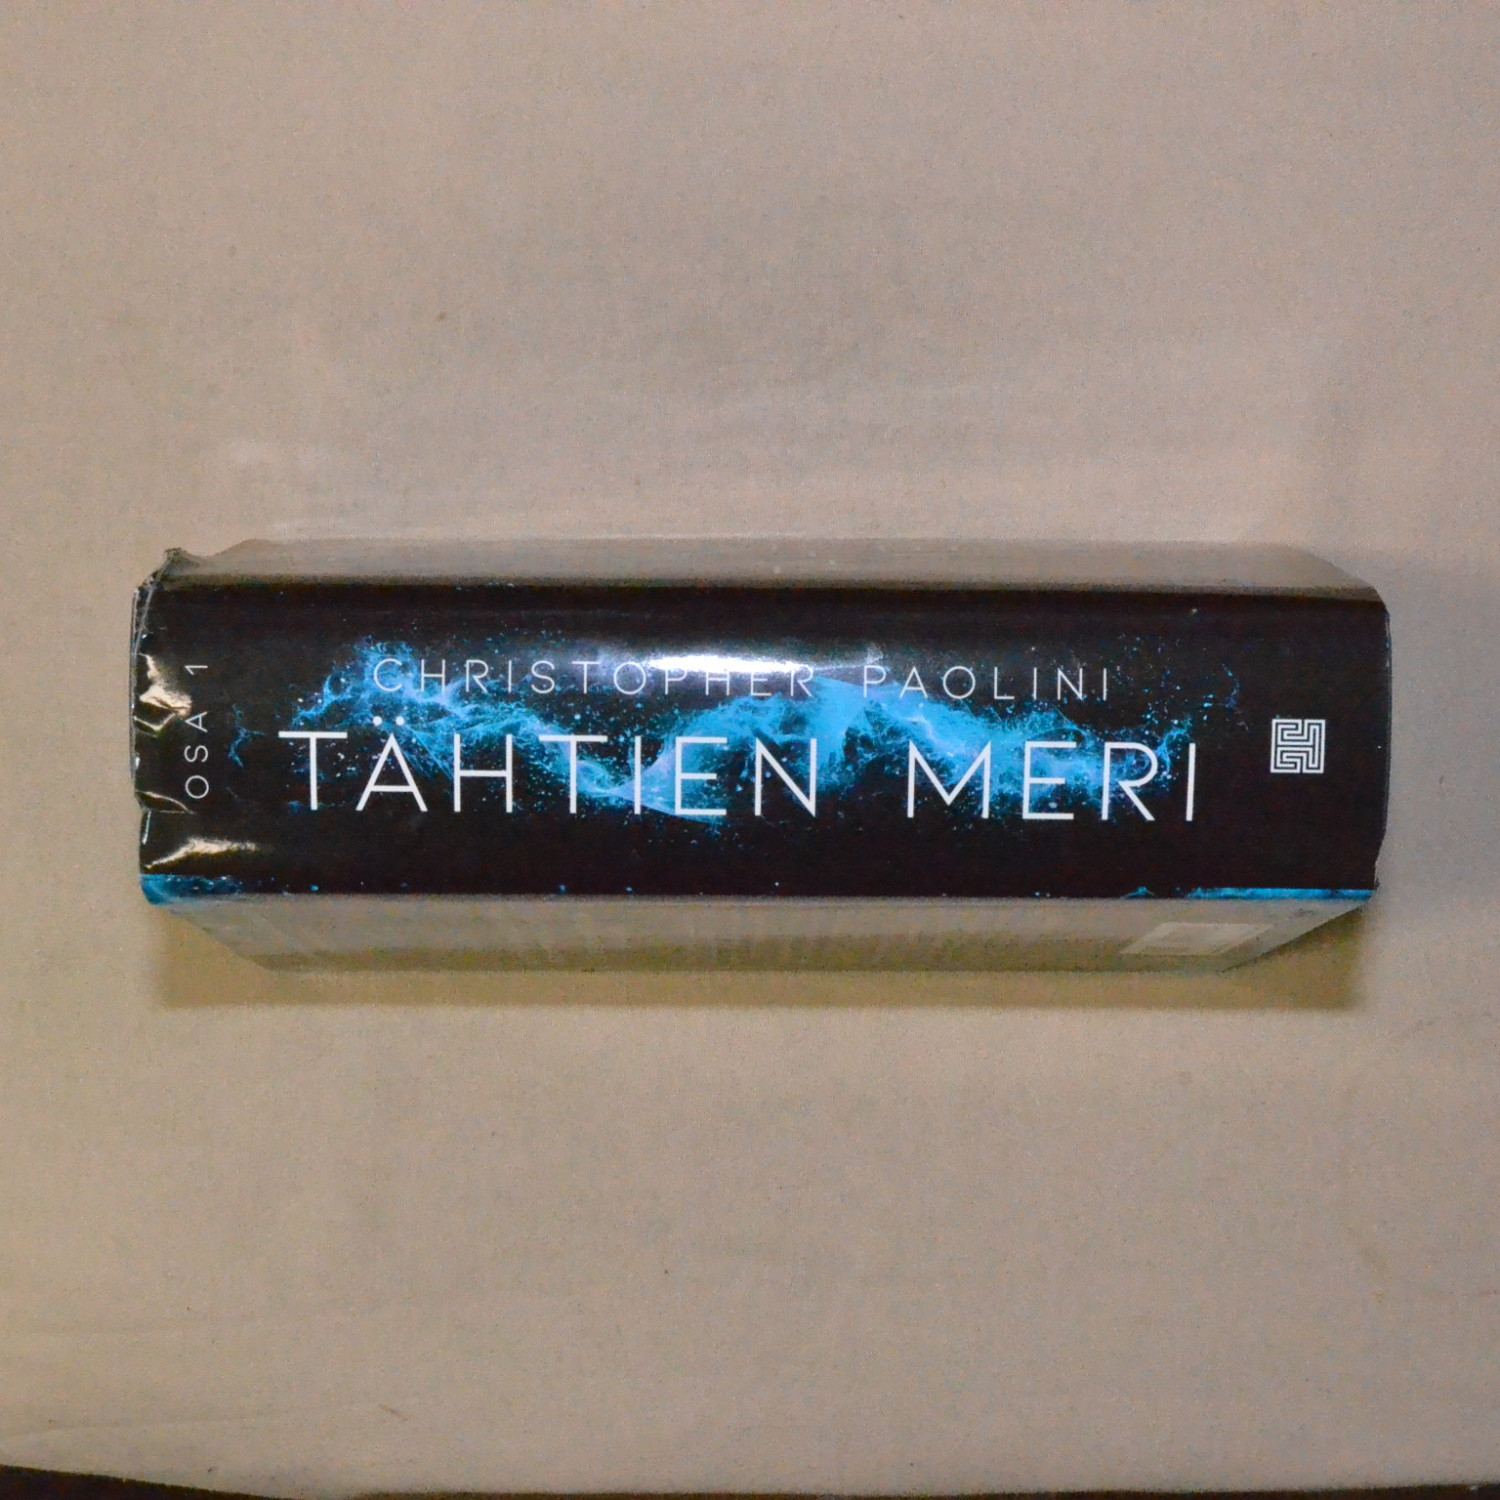 OSA 1
CHRISTOPHER PAOLINI
TÄHTIEN MERI